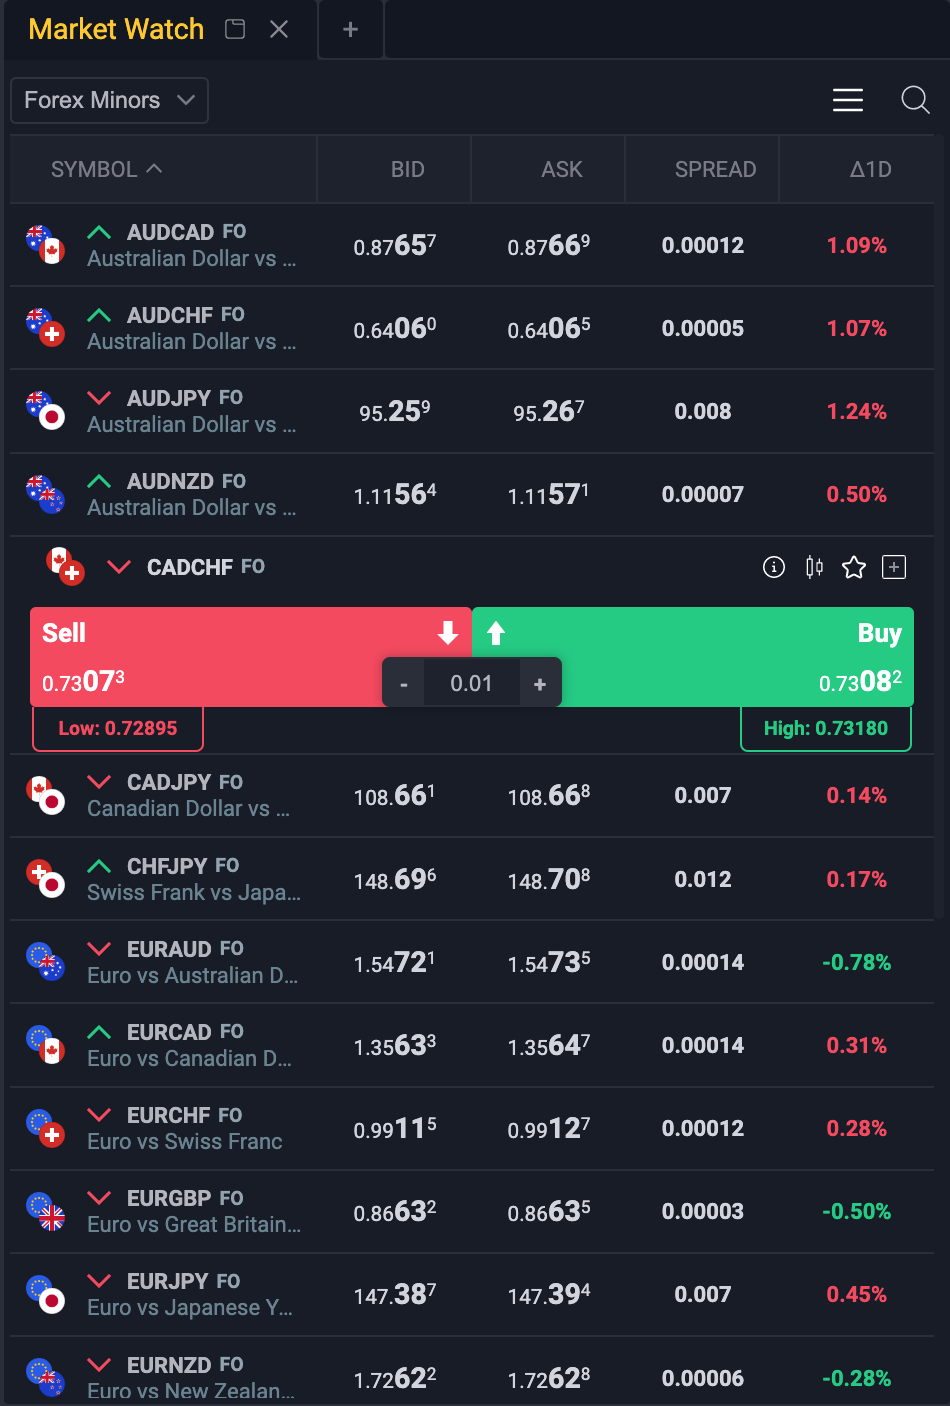 Market Watch
+
Forex Minors
SYMBOL BID ASK SPREAD Δ1D
AUDCAD FO
Australian Dollar vs ...
0.87657 0.87669 0.00012 1.09%
AUDCHF FO
Australian Dollar vs ...
0.64060 0.64065 0.00005 1.07%
AUDJPY FO
Australian Dollar vs ...
95.259 95.267 0.008 1.24%
AUDNZD FO
Australian Dollar vs ...
1.11564 1.11571 0.00007 0.50%
CADCHF FO
Sell Buy
0.73073 - 0.01 + 0.73082
Low: 0.72895 High: 0.73180
CADJPY FO
Canadian Dollar vs ...
108.661 108.668 0.007 0.14%
CHFJPY FO
Swiss Frank vs Japa...
148.696 148.708 0.012 0.17%
EURAUD FO
Euro vs Australian D...
1.54721 1.54735 0.00014 -0.78%
EURCAD FO
Euro vs Canadian D...
1.35633 1.35647 0.00014 0.31%
EURCHF FO
Euro vs Swiss Franc
0.99115 0.99127 0.00012 0.28%
EURGBP FO
Euro vs Great Britain...
0.86632 0.86635 0.00003 -0.50%
EURJPY FO
Euro vs Japanese Y...
147.387 147.394 0.007 0.45%
EURNZD FO
Euro vs New Zealan...
1.72622 1.72628 0.00006 -0.28%